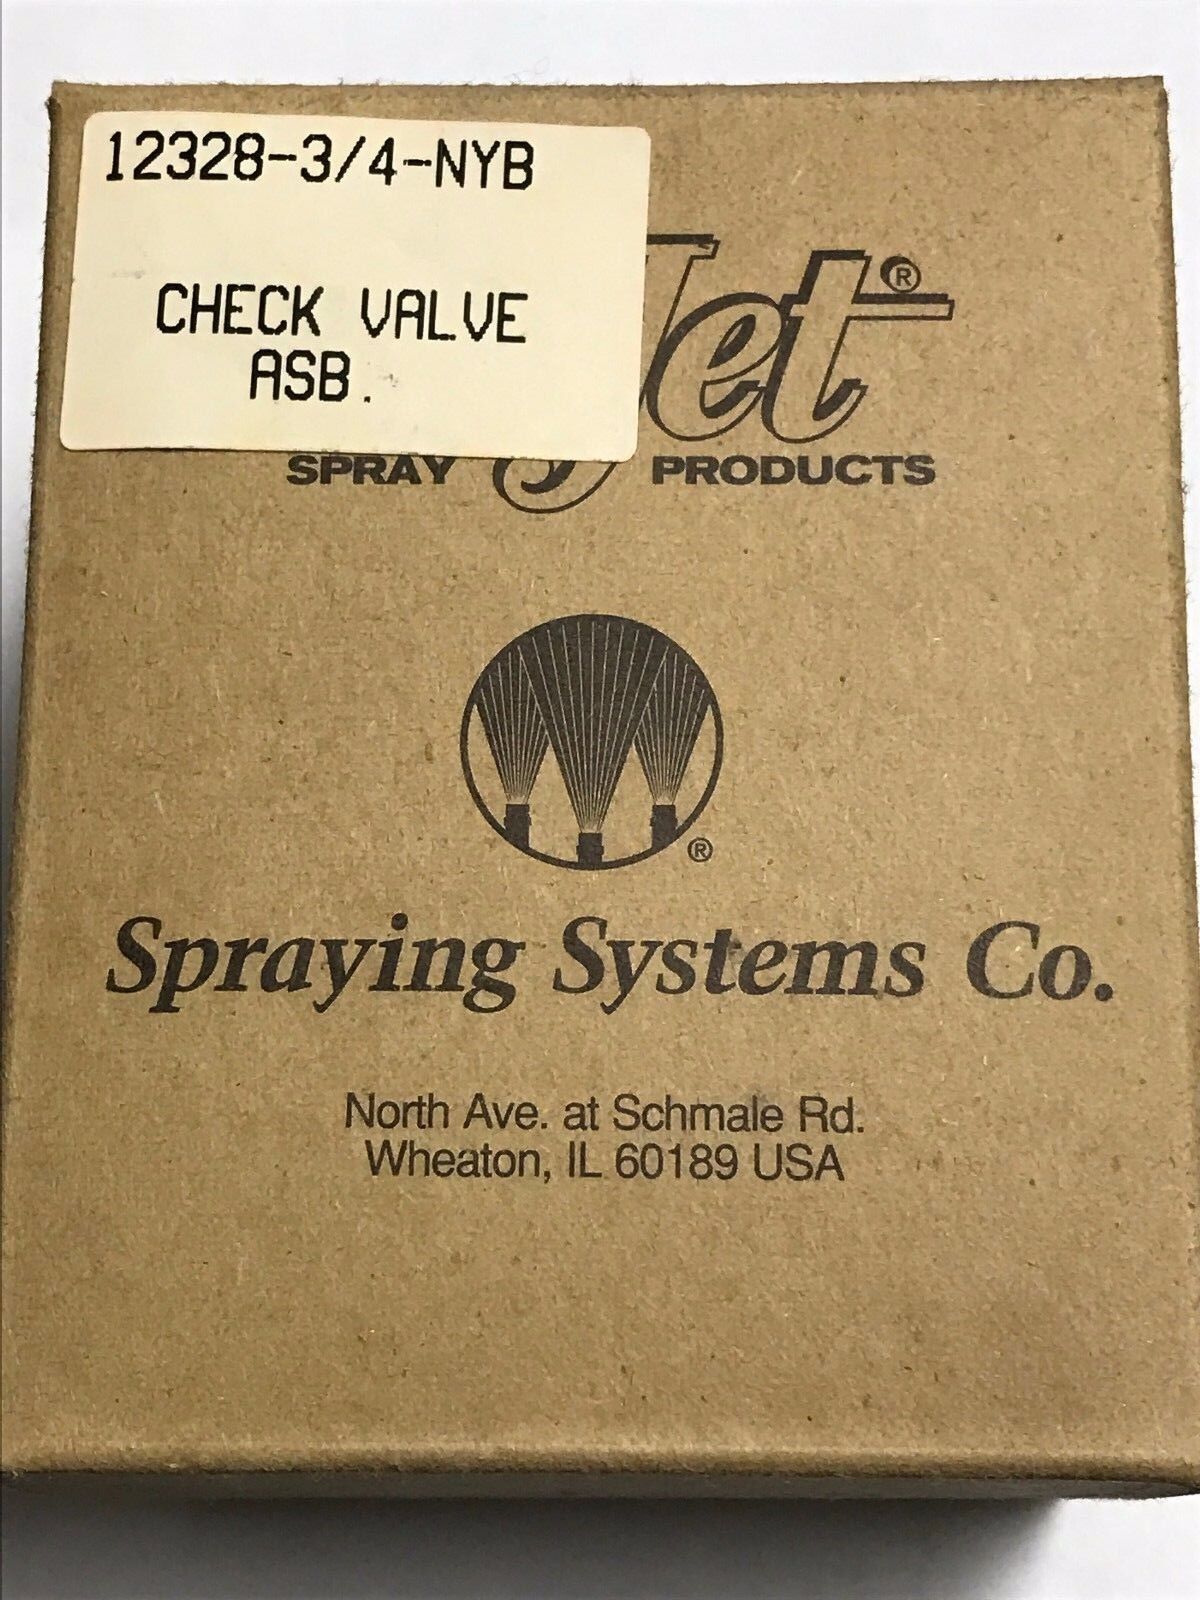 12328-3/4-NYB
CHECK VALVE
ASB.
Jet®
SPRAY PRODUCTS
®
Spraying Systems Co.
North Ave. at Schmale Rd.
Wheaton, IL 60189 USA